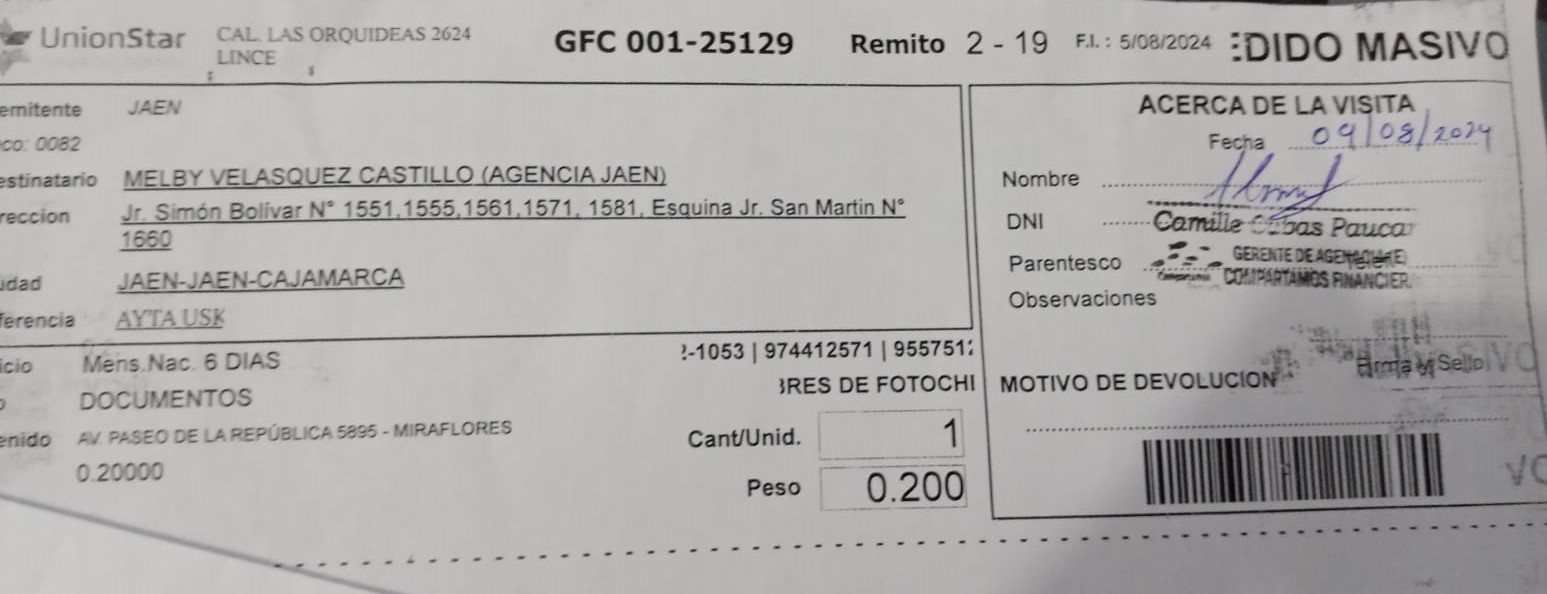 UnionStar
CAL. LAS ORQUIDEAS 2624
LINCE
GFC 001-25129
Remito 2 - 19
F.I. : 5/08/2024
EDIDO MASIVO
emitente JAEN
co: 0082
estinatario MELBY VELASQUEZ CASTILLO (AGENCIA JAEN)
reccion Jr. Simón Bolívar N° 1551,1555,1561,1571, 1581, Esquina Jr. San Martin N°
1660
udad JAEN-JAEN-CAJAMARCA
ferencia AYTA USK
icio Mens.Nac. 6 DIAS
DOCUMENTOS
enido AV. PASEO DE LA REPÚBLICA 5895 - MIRAFLORES
0.20000
-1053 | 974412571 | 955751
RES DE FOTOCHI
Cant/Unid. 1
Peso 0.200
ACERCA DE LA VISITA
Fecha 09/08/2024
Nombre
DNI
Camille Paucar
Parentesco
GERENTE DE AGENCIA (E)
COMPARTAMOS FINANCIER
Observaciones
Firma y Sello
MOTIVO DE DEVOLUCION